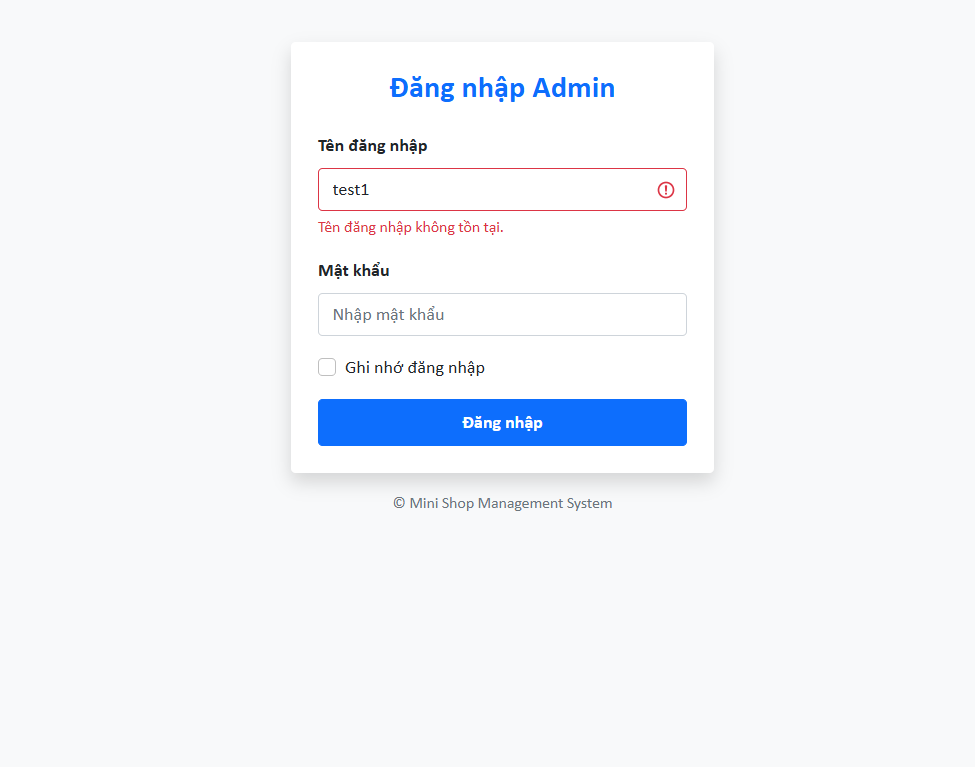 Đăng nhập Admin
Tên đăng nhập
test1
Tên đăng nhập không tồn tại.
Mật khẩu
Nhập mật khẩu
Ghi nhớ đăng nhập
Đăng nhập
© Mini Shop Management System